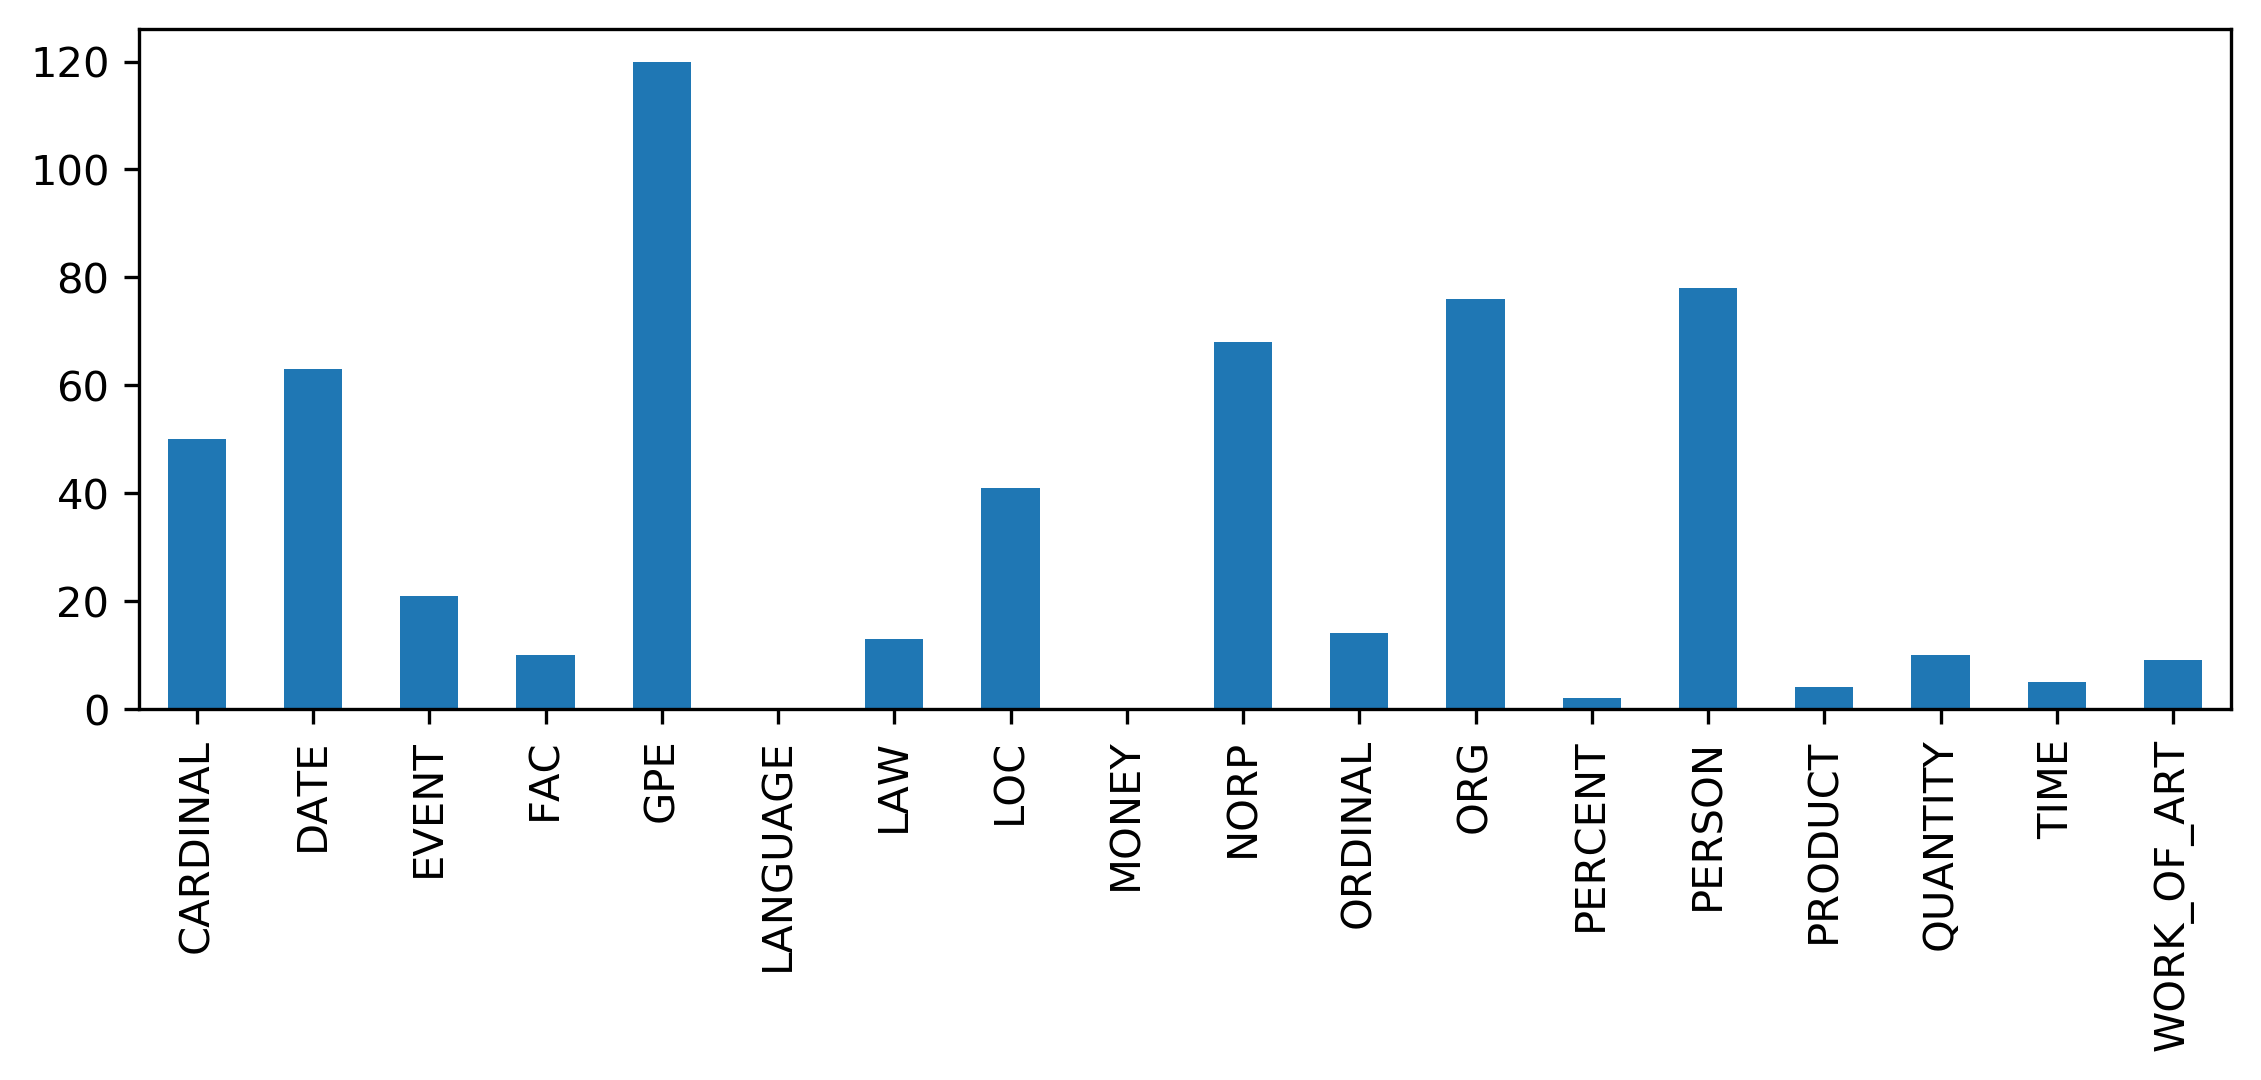 120
100
80
60
40
20
0
CARDINAL
DATE
EVENT
FAC
GPE
LANGUAGE
LAW
LOC
MONEY
NORP
ORDINAL
ORG
PERCENT
PERSON
PRODUCT
QUANTITY
TIME
WORK_OF_ART